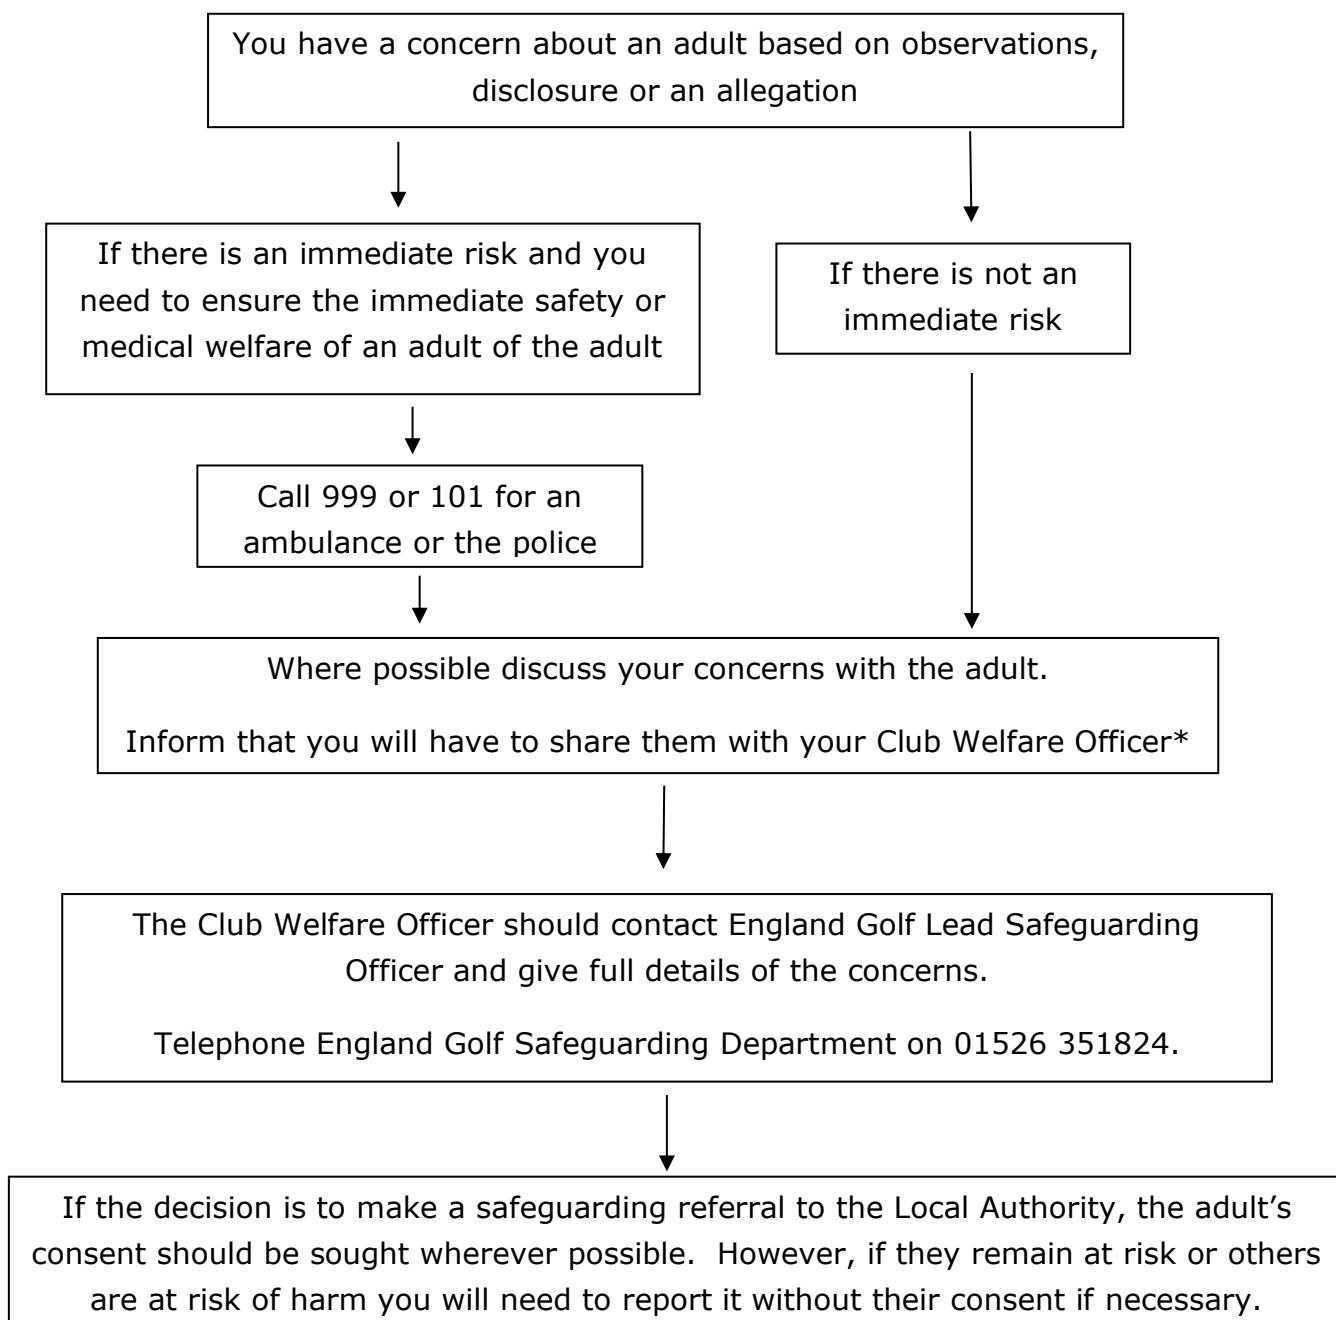 You have a concern about an adult based on observations,
disclosure or an allegation
If there is an immediate risk and you
need to ensure the immediate safety or
medical welfare of an adult of the adult
If there is not an
immediate risk
Call 999 or 101 for an
ambulance or the police
Where possible discuss your concerns with the adult.
Inform that you will have to share them with your Club Welfare Officer*
The Club Welfare Officer should contact England Golf Lead Safeguarding
Officer and give full details of the concerns.
Telephone England Golf Safeguarding Department on 01526 351824.
If the decision is to make a safeguarding referral to the Local Authority, the adult’s
consent should be sought wherever possible.  However, if they remain at risk or others
are at risk of harm you will need to report it without their consent if necessary.